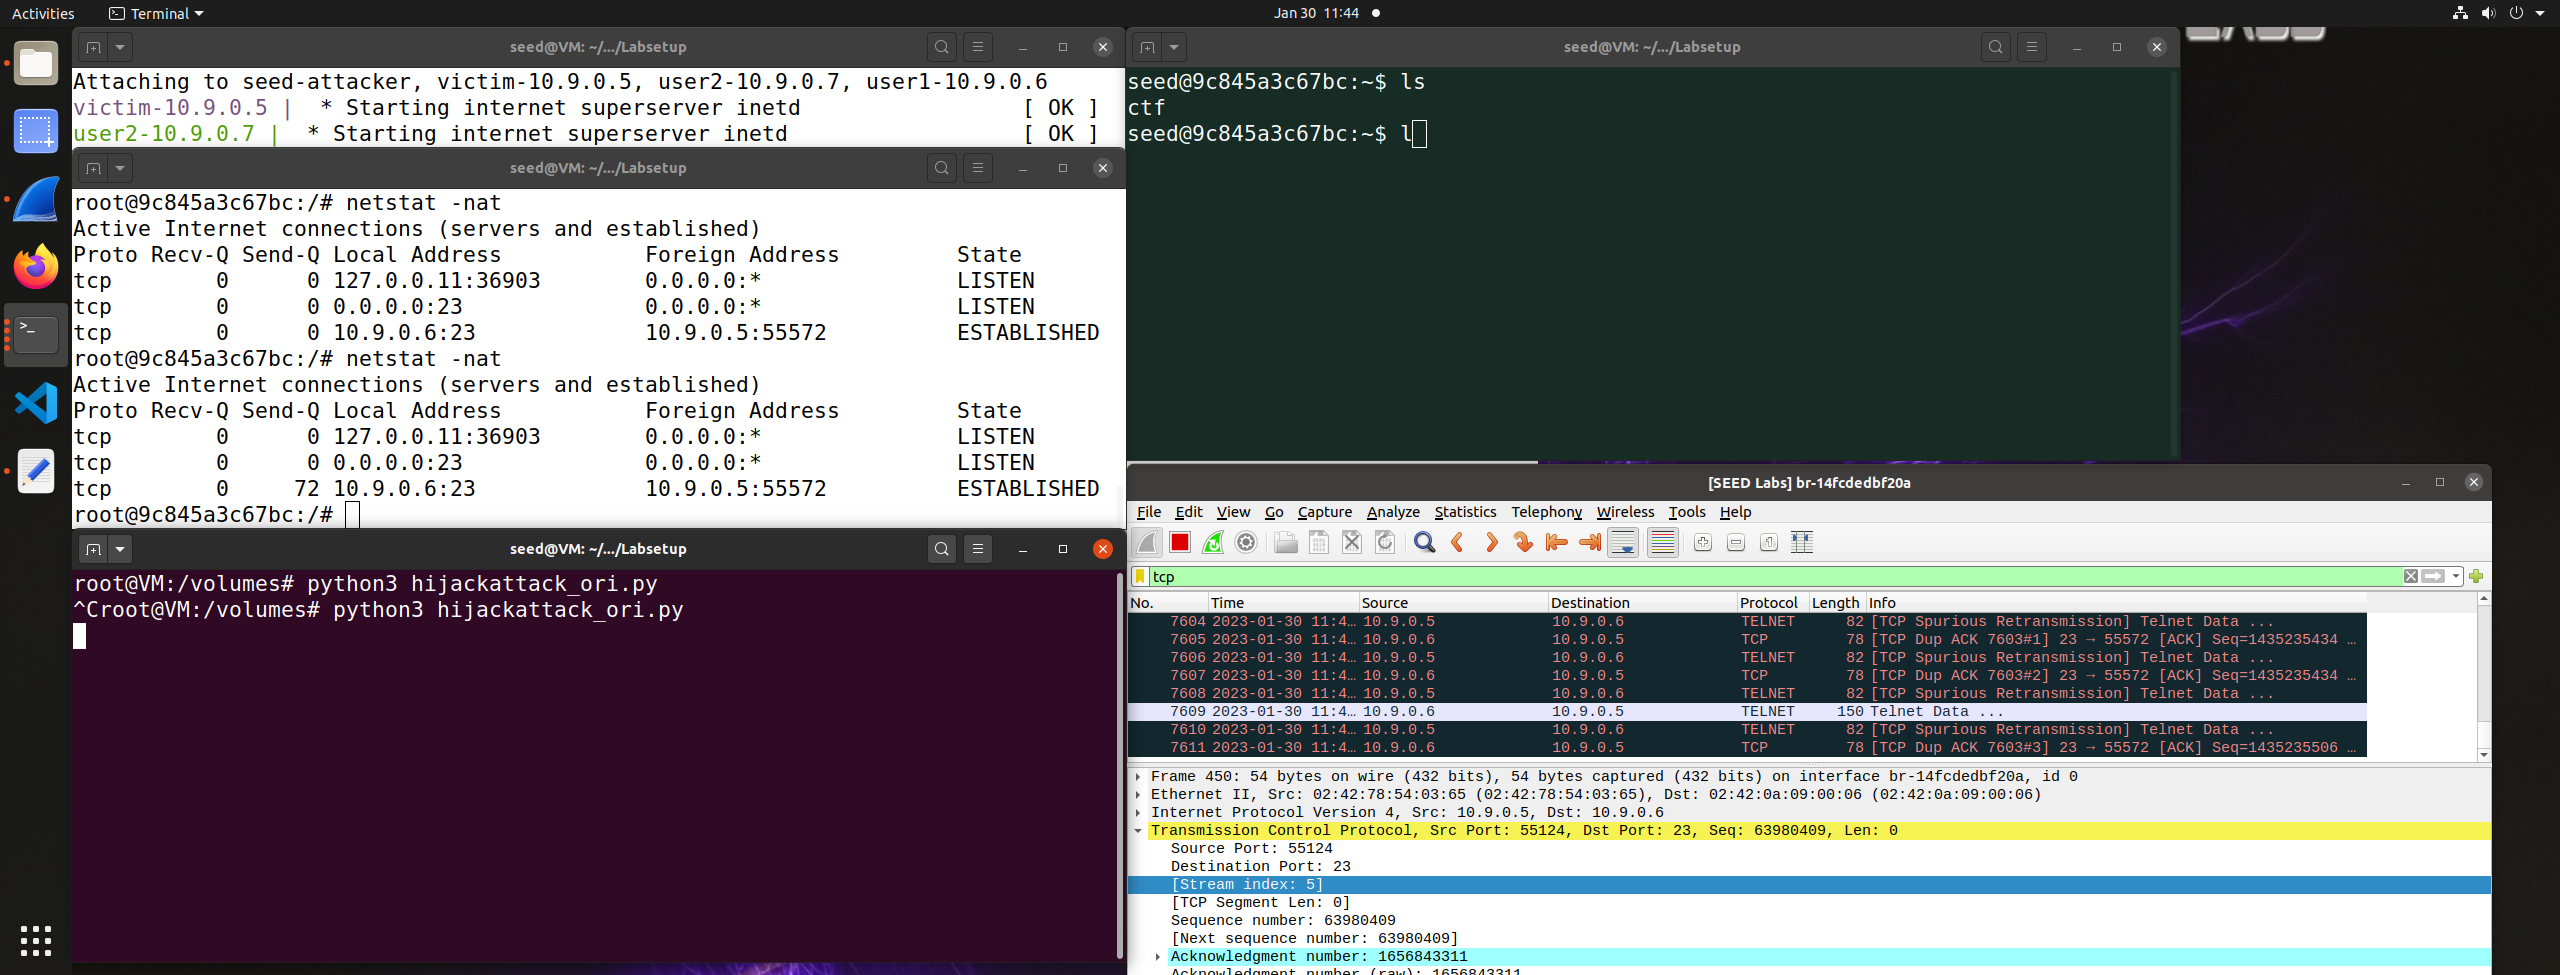 Activities
Terminal
Jan 30 11:44
seed@VM: ~/.../Labsetup
Attaching to seed-attacker, victim-10.9.0.5, user2-10.9.0.7, user1-10.9.0.6
victim-10.9.0.5 | * Starting internet superserver inetd [ OK ]
user2-10.9.0.7 | * Starting internet superserver inetd [ OK ]
seed@VM: ~/.../Labsetup
root@9c845a3c67bc:/# netstat -nat
Active Internet connections (servers and established)
Proto Recv-Q Send-Q Local Address Foreign Address State
tcp 0 0 127.0.0.11:36903 0.0.0.0:* LISTEN
tcp 0 0 0.0.0.0:23 0.0.0.0:* LISTEN
tcp 0 0 10.9.0.6:23 10.9.0.5:55572 ESTABLISHED
root@9c845a3c67bc:/# netstat -nat
Active Internet connections (servers and established)
Proto Recv-Q Send-Q Local Address Foreign Address State
tcp 0 0 127.0.0.11:36903 0.0.0.0:* LISTEN
tcp 0 0 0.0.0.0:23 0.0.0.0:* LISTEN
tcp 0 72 10.9.0.6:23 10.9.0.5:55572 ESTABLISHED
root@9c845a3c67bc:/#
seed@VM: ~/.../Labsetup
root@VM:/volumes# python3 hijackattack_ori.py
^Croot@VM:/volumes# python3 hijackattack_ori.py
seed@VM: ~/.../Labsetup
seed@9c845a3c67bc:~$ ls
ctf
seed@9c845a3c67bc:~$ l
[SEED Labs] br-14fcdedbf20a
File Edit View Go Capture Analyze Statistics Telephony Wireless Tools Help
tcp
No. Time Source Destination Protocol Length Info
7604 2023-01-30 11:4… 10.9.0.5 10.9.0.6 TELNET 82 [TCP Spurious Retransmission] Telnet Data ...
7605 2023-01-30 11:4… 10.9.0.6 10.9.0.5 TCP 78 [TCP Dup ACK 7603#1] 23 → 55572 [ACK] Seq=1435235434 …
7606 2023-01-30 11:4… 10.9.0.5 10.9.0.6 TELNET 82 [TCP Spurious Retransmission] Telnet Data ...
7607 2023-01-30 11:4… 10.9.0.6 10.9.0.5 TCP 78 [TCP Dup ACK 7603#2] 23 → 55572 [ACK] Seq=1435235434 …
7608 2023-01-30 11:4… 10.9.0.5 10.9.0.6 TELNET 82 [TCP Spurious Retransmission] Telnet Data ...
7609 2023-01-30 11:4… 10.9.0.6 10.9.0.5 TELNET 150 Telnet Data ...
7610 2023-01-30 11:4… 10.9.0.5 10.9.0.6 TELNET 82 [TCP Spurious Retransmission] Telnet Data ...
7611 2023-01-30 11:4… 10.9.0.6 10.9.0.5 TCP 78 [TCP Dup ACK 7603#3] 23 → 55572 [ACK] Seq=1435235506 …
Frame 450: 54 bytes on wire (432 bits), 54 bytes captured (432 bits) on interface br-14fcdedbf20a, id 0
Ethernet II, Src: 02:42:78:54:03:65 (02:42:78:54:03:65), Dst: 02:42:0a:09:00:06 (02:42:0a:09:00:06)
Internet Protocol Version 4, Src: 10.9.0.5, Dst: 10.9.0.6
Transmission Control Protocol, Src Port: 55124, Dst Port: 23, Seq: 63980409, Len: 0
Source Port: 55124
Destination Port: 23
[Stream index: 5]
[TCP Segment Len: 0]
Sequence number: 63980409
[Next sequence number: 63980409]
Acknowledgment number: 1656843311
Acknowledgment number (raw): 1656843311